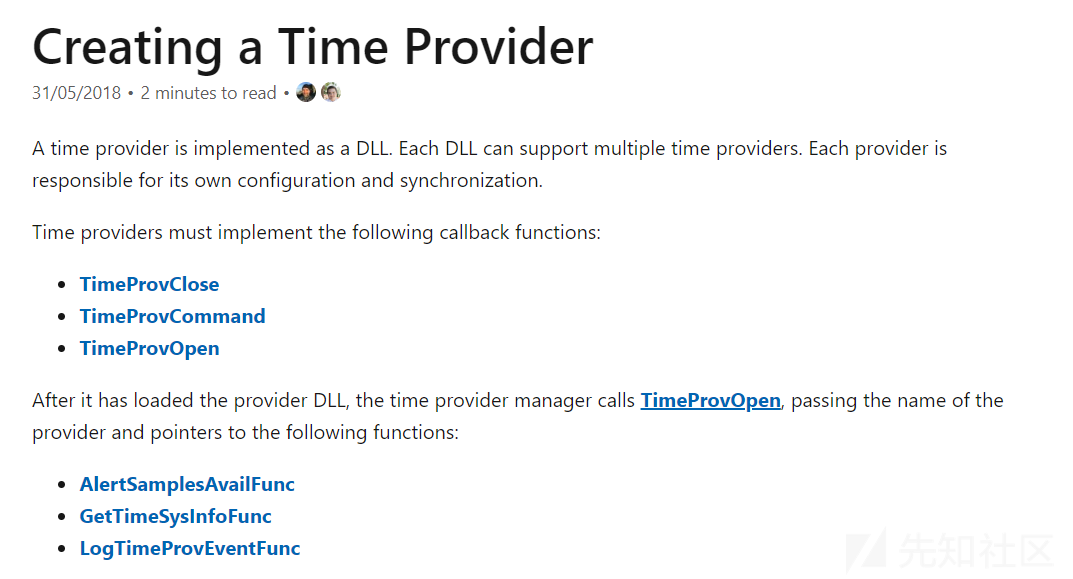 Creating a Time Provider
31/05/2018 • 2 minutes to read •
A time provider is implemented as a DLL. Each DLL can support multiple time providers. Each provider is
responsible for its own configuration and synchronization.
Time providers must implement the following callback functions:
• TimeProvClose
• TimeProvCommand
• TimeProvOpen
After it has loaded the provider DLL, the time provider manager calls TimeProvOpen, passing the name of the
provider and pointers to the following functions:
• AlertSamplesAvailFunc
• GetTimeSysInfoFunc
• LogTimeProvEventFunc
先知社区